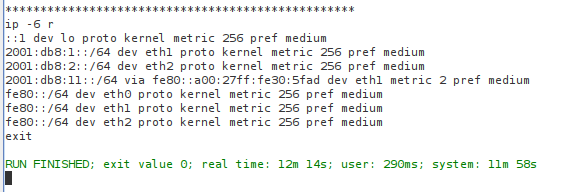 **************************************************
ip -6 r
::1 dev lo proto kernel metric 256 pref medium
2001:db8:1::/64 dev eth1 proto kernel metric 256 pref medium
2001:db8:2::/64 dev eth2 proto kernel metric 256 pref medium
2001:db8:11::/64 via fe80::a00:27ff:fe30:5fad dev eth1 metric 2 pref medium
fe80::/64 dev eth0 proto kernel metric 256 pref medium
fe80::/64 dev eth1 proto kernel metric 256 pref medium
fe80::/64 dev eth2 proto kernel metric 256 pref medium
exit
RUN FINISHED; exit value 0; real time: 12m 14s; user: 290ms; system: 11m 58s